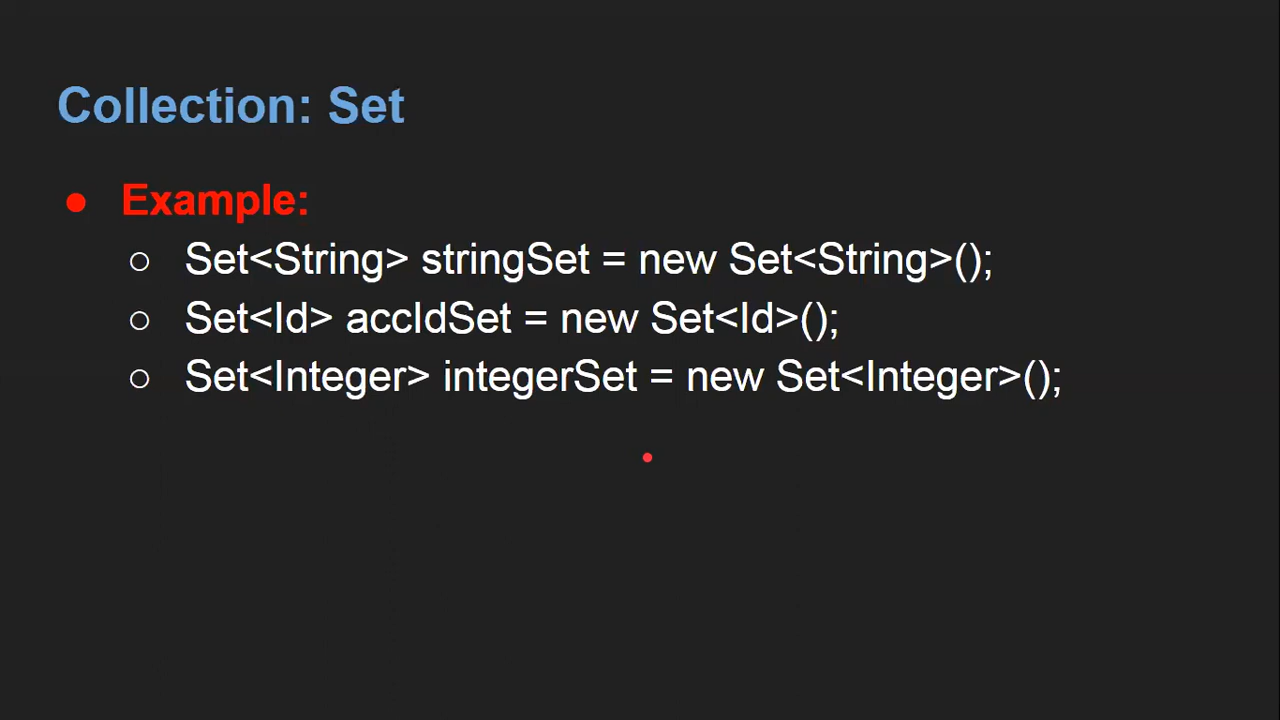 Collection: Set
● Example:
○ Set<String> stringSet = new Set<String>();
○ Set<Id> accIdSet = new Set<Id>();
○ Set<Integer> integerSet = new Set<Integer>();